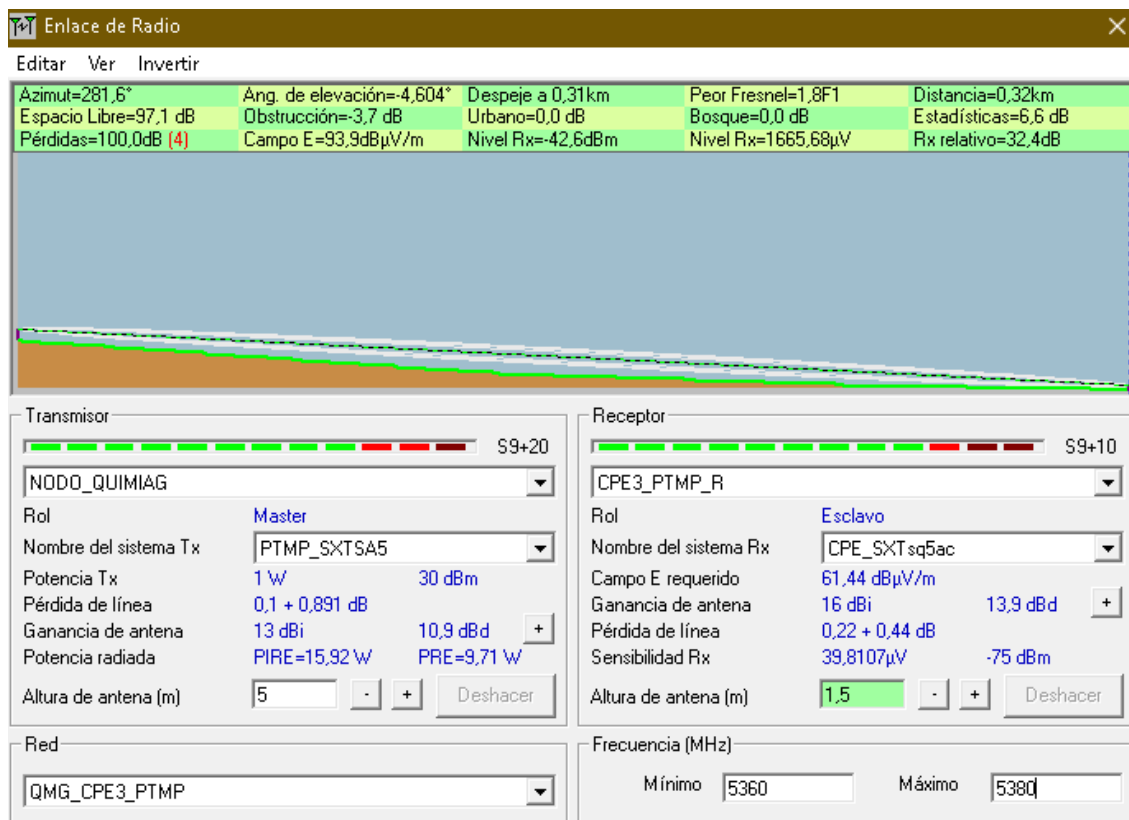 Enlace de Radio
Editar Ver Invertir
Azimut=281,6° Ang. de elevación=-4,604° Despeje a 0,31km Peor Fresnel=1,8F1 Distancia=0,32km
Espacio Libre=97,1 dB Obstrucción=-3,7 dB Urbano=0,0 dB Bosque=0,0 dB Estadísticas=6,6 dB
Pérdidas=100,0dB (4) Campo E=93,9dBµV/m Nivel Rx=-42,6dBm Nivel Rx=1665,68µV Rx relativo=32,4dB
Transmisor
S9+20
NODO_QUIMIAG
Rol Master
Nombre del sistema Tx PTMP_SXTSA5
Potencia Tx 1 W 30 dBm
Pérdida de línea 0,1 + 0,891 dB
Ganancia de antena 13 dBi 10,9 dBd +
Potencia radiada PIRE=15,92 W PRE=9,71 W
Altura de antena (m) 5 - + Deshacer
Receptor
S9+10
CPE3_PTMP_R
Rol Esclavo
Nombre del sistema Rx CPE_SXTsq5ac
Campo E requerido 61,44 dBµV/m
Ganancia de antena 16 dBi 13,9 dBd +
Pérdida de línea 0,22 + 0,44 dB
Sensibilidad Rx 39,8107µV -75 dBm
Altura de antena (m) 1,5 - + Deshacer
Red
QMG_CPE3_PTMP
Frecuencia (MHz)
Mínimo 5360 Máximo 5380